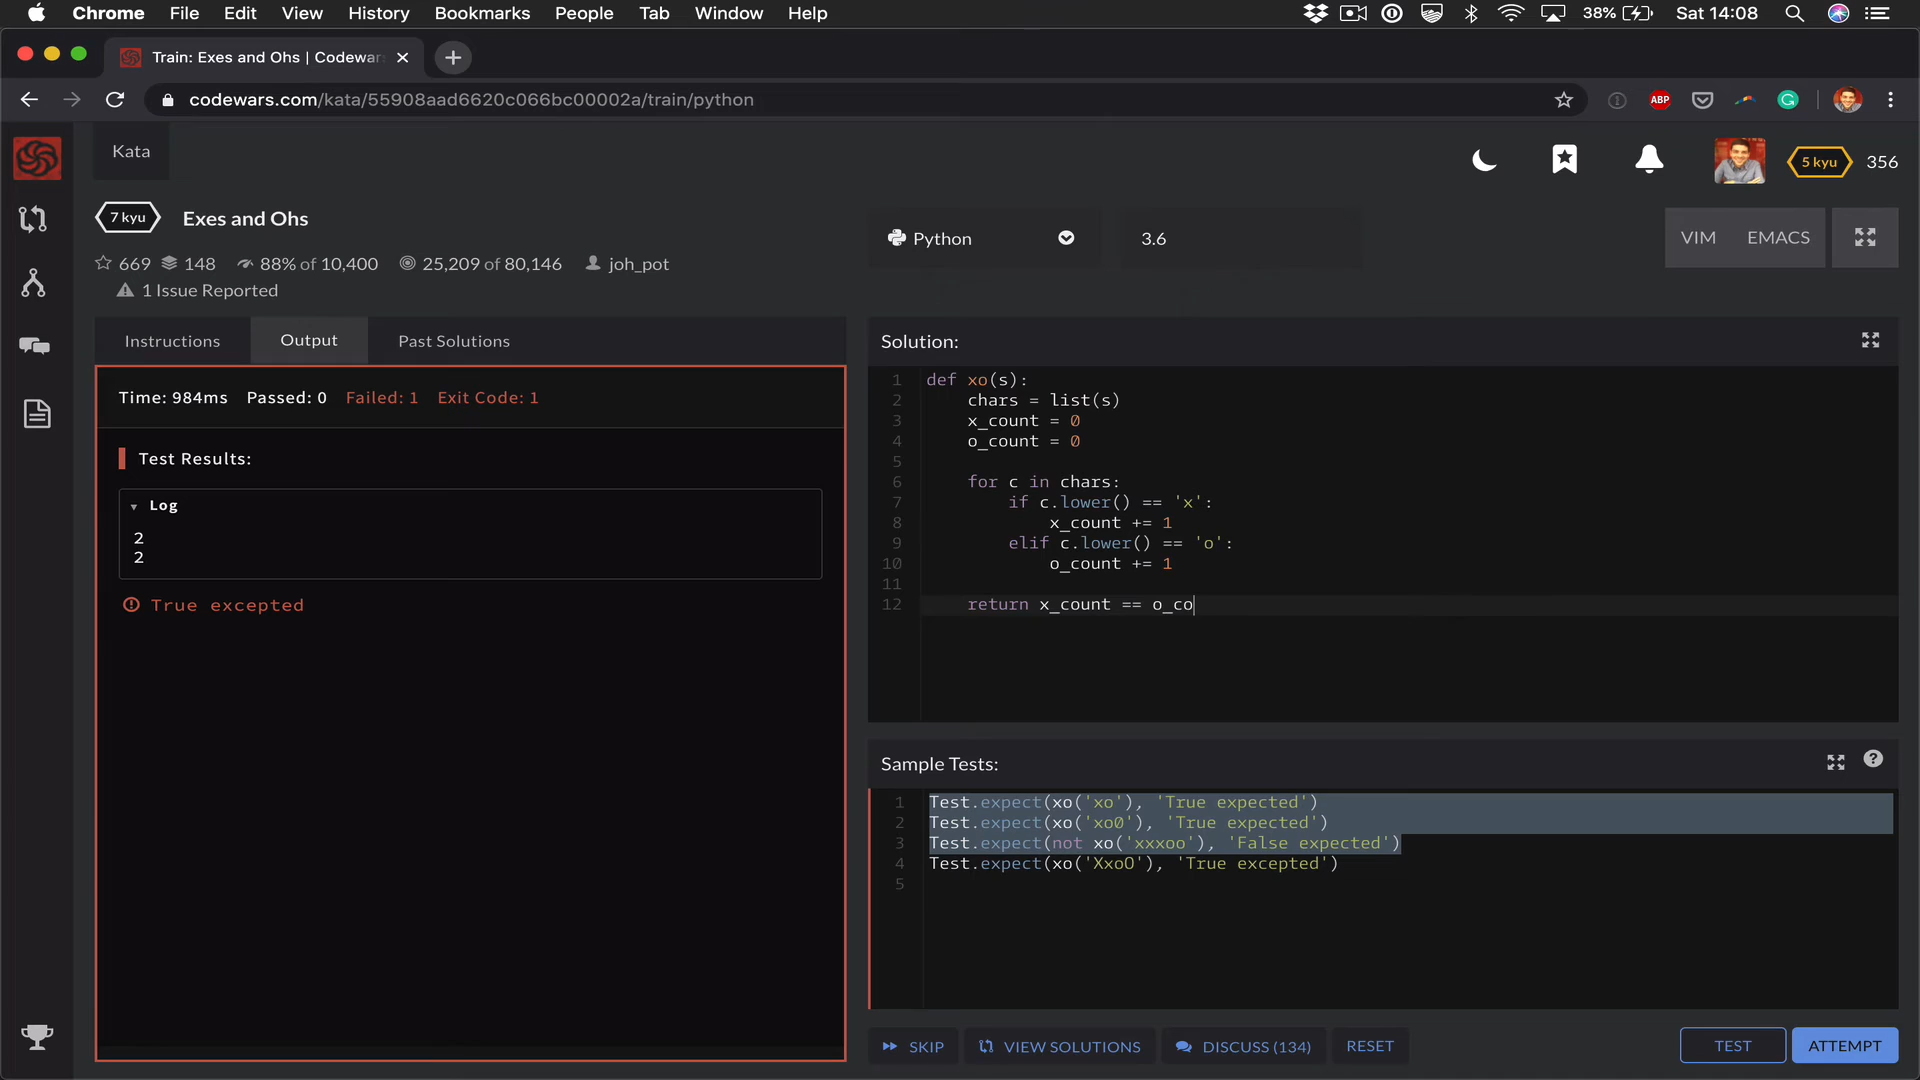 Chrome File Edit View History Bookmarks People Tab Window Help 38% Sat 14:08
Train: Exes and Ohs | Codewar
codewars.com/kata/55908aad6620c066bc00002a/train/python ABP
Kata
5 kyu 356
7 kyu Exes and Ohs
669 148 88% of 10,400 25,209 of 80,146 joh_pot
1 Issue Reported
Python 3.6 VIM EMACS
Instructions Output Past Solutions
Time: 984ms Passed: 0 Failed: 1 Exit Code: 1
Test Results:
Log
2
2
True excepted
Solution:
1 def xo(s):
2 chars = list(s)
3 x_count = 0
4 o_count = 0
5
6 for c in chars:
7 if c.lower() == 'x':
8 x_count += 1
9 elif c.lower() == 'o':
10 o_count += 1
11
12 return x_count == o_co
Sample Tests:
1 Test.expect(xo('xo'), 'True expected')
2 Test.expect(xo('xo0'), 'True expected')
3 Test.expect(not xo('xxxoo'), 'False expected')
4 Test.expect(xo('XxoO'), 'True excepted')
5
SKIP VIEW SOLUTIONS DISCUSS (134) RESET TEST ATTEMPT